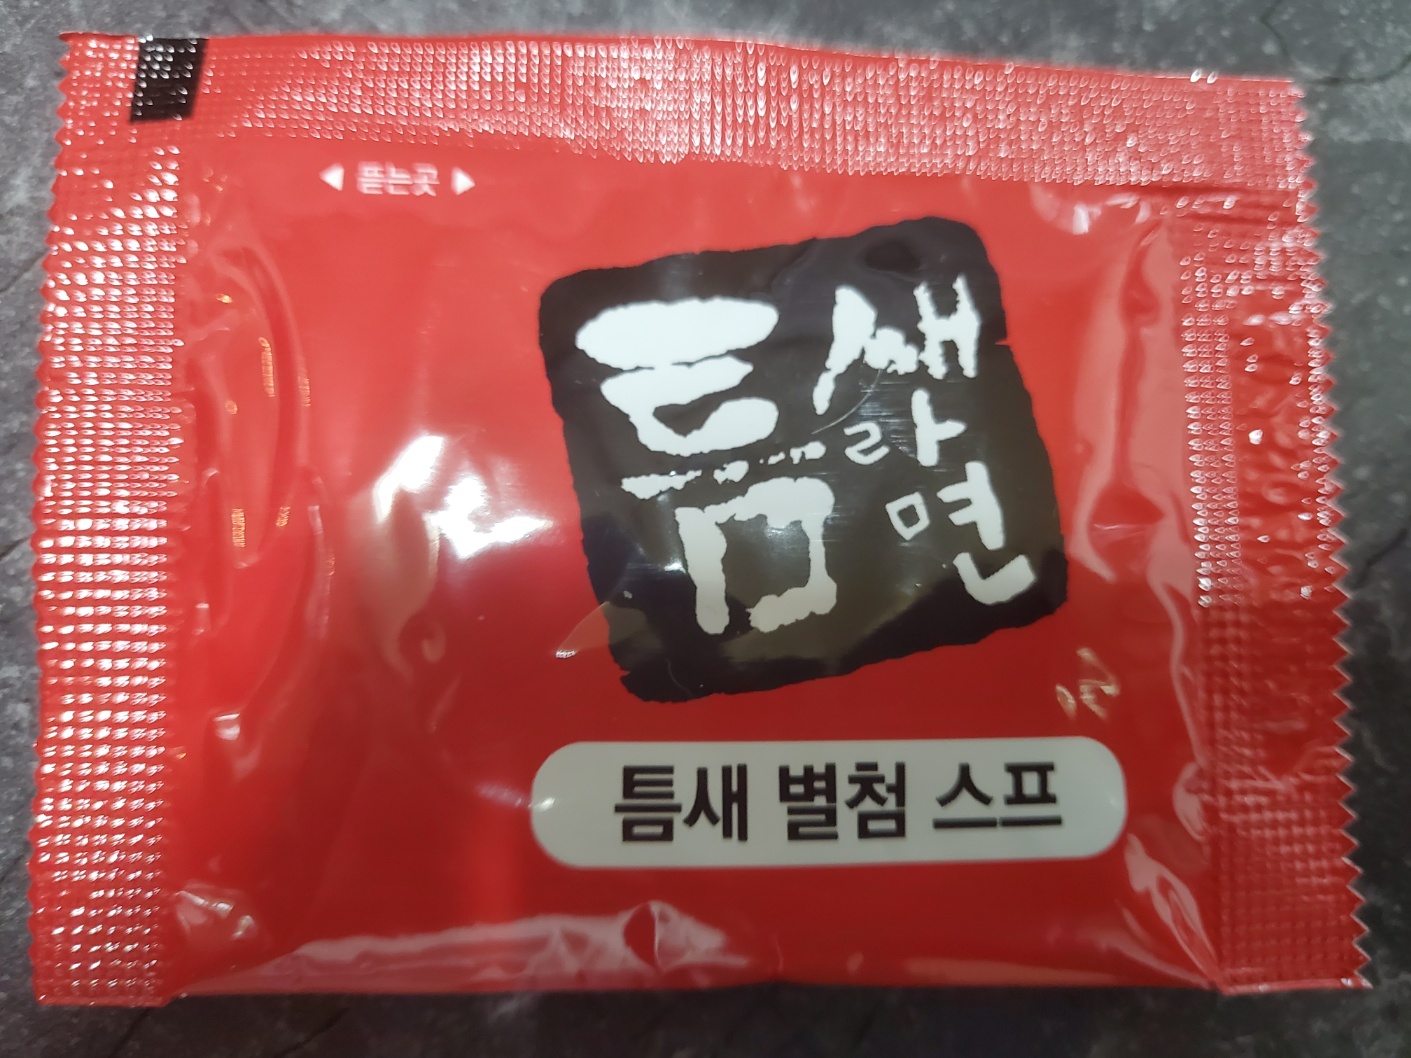 ◀ 뜯는곳 ▶
틈새
라면
틈새 별첨 스프